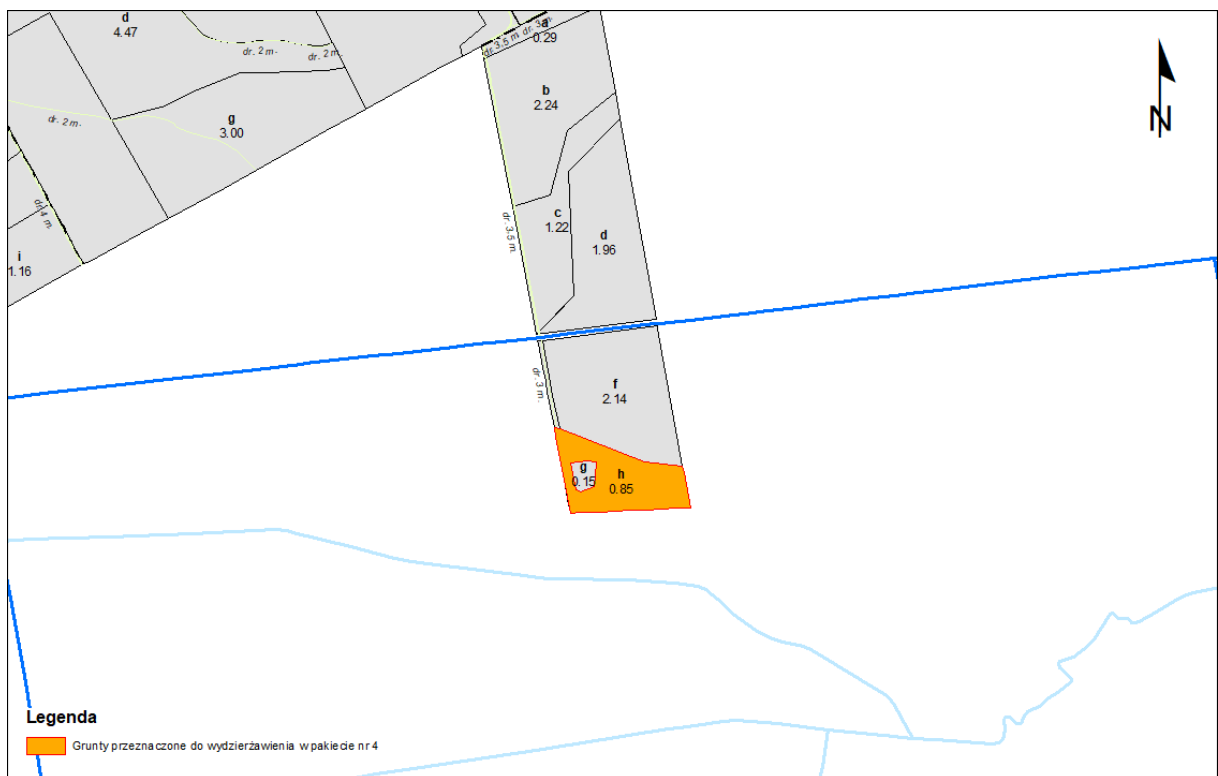 d
4.47
dr. 2 m.
dr. 2 m.
dr. 2 m.
g
3.00
dr. 4 m.
i
1.16
a
0.29
dr. 3.5 m.
dr. 3 m.
b
2.24
c
1.22
d
1.96
dr. 3.5 m.
N
f
2.14
dr. 3 m.
g
0.15
h
0.85
Legenda
Grunty przeznaczone do wydzierżawienia w pakiecie nr 4